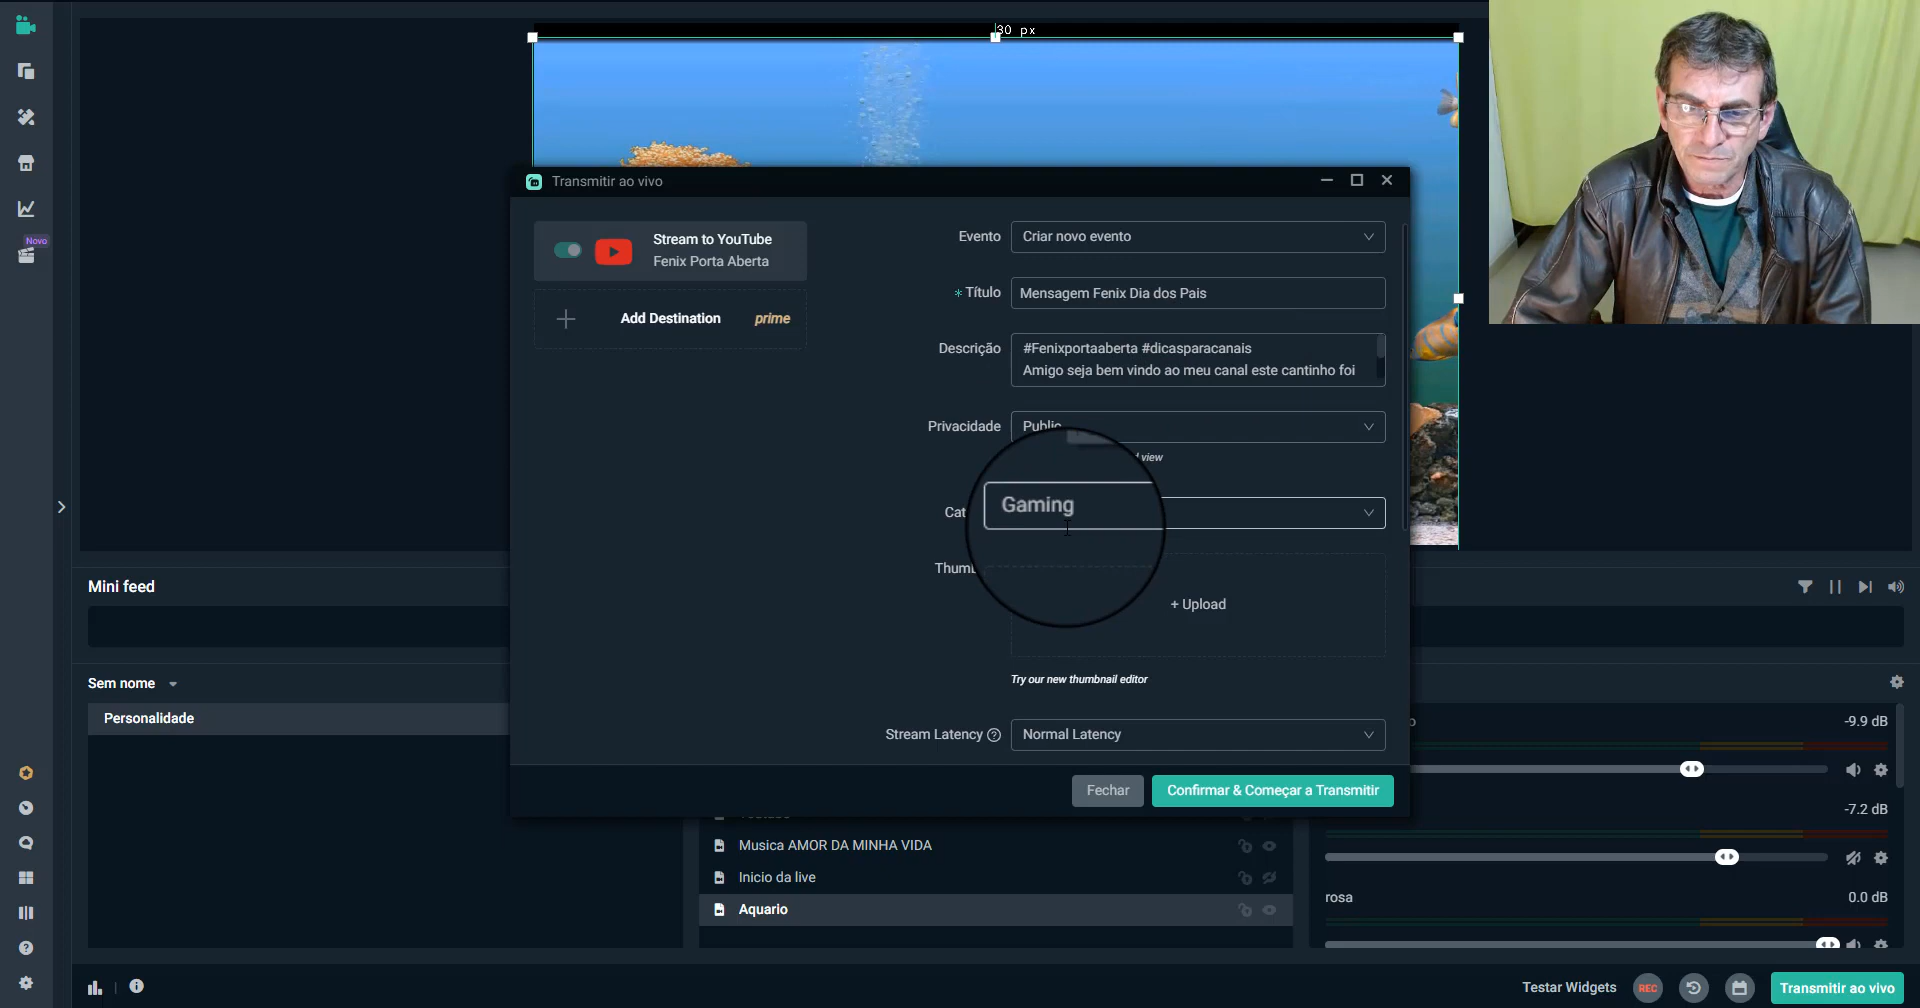 30 px
Transmitir ao vivo
Novo
Stream to YouTube
Fenix Porta Aberta
Add Destination
prime
Evento
Criar novo evento
* Título
Mensagem Fenix Dia dos Pais
Descrição
#Fenixportaaberta #dicasparacanais
Amigo seja bem vindo ao meu canal este cantinho foi
Privacidade
Public
view
Cat
Gaming
Thumb
+ Upload
Try our new thumbnail editor
Stream Latency
Normal Latency
Fechar
Confirmar & Começar a Transmitir
Mini feed
Sem nome
Personalidade
Musica AMOR DA MINHA VIDA
Inicio da live
Aquario
-9.9 dB
-7.2 dB
rosa
0.0 dB
Testar Widgets
REC
Transmitir ao vivo